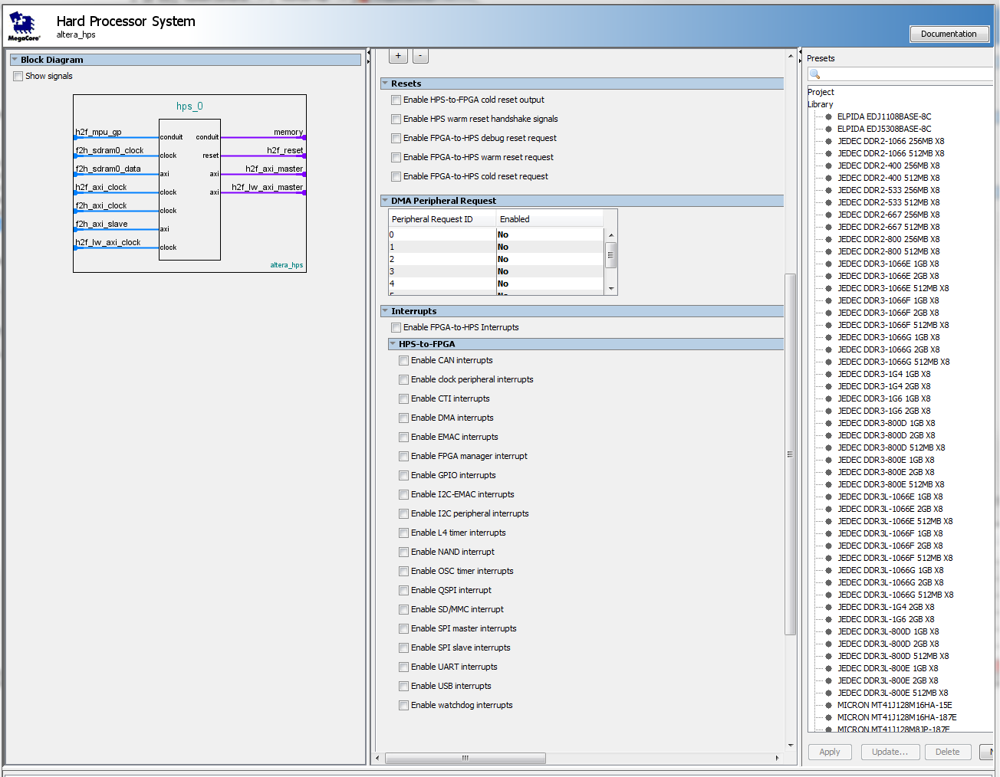 Hard Processor System
altera_hps
MegaCore®
Documentation
Block Diagram
Show signals
hps_0
h2f_mpu_gp
conduit
conduit
memory
f2h_sdram0_clock
clock
reset
h2f_reset
f2h_sdram0_data
axi
axi
h2f_axi_master
h2f_axi_clock
clock
axi
h2f_lw_axi_master
f2h_axi_clock
clock
f2h_axi_slave
axi
h2f_lw_axi_clock
clock
altera_hps
+ -
Resets
Enable HPS-to-FPGA cold reset output
Enable HPS warm reset handshake signals
Enable FPGA-to-HPS debug reset request
Enable FPGA-to-HPS warm reset request
Enable FPGA-to-HPS cold reset request
DMA Peripheral Request
Peripheral Request ID Enabled
0 No
1 No
2 No
3 No
4 No
Interrupts
Enable FPGA-to-HPS Interrupts
HPS-to-FPGA
Enable CAN interrupts
Enable clock peripheral interrupts
Enable CTI interrupts
Enable DMA interrupts
Enable EMAC interrupts
Enable FPGA manager interrupt
Enable GPIO interrupts
Enable I2C-EMAC interrupts
Enable I2C peripheral interrupts
Enable L4 timer interrupts
Enable NAND interrupt
Enable OSC timer interrupts
Enable QSPI interrupt
Enable SD/MMC interrupt
Enable SPI master interrupts
Enable SPI slave interrupts
Enable UART interrupts
Enable USB interrupts
Enable watchdog interrupts
Presets
Project
Library
ELPIDA EDJ1108BASE-8C
ELPIDA EDJ5308BASE-8C
JEDEC DDR2-1066 256MB X8
JEDEC DDR2-1066 512MB X8
JEDEC DDR2-400 256MB X8
JEDEC DDR2-400 512MB X8
JEDEC DDR2-533 256MB X8
JEDEC DDR2-533 512MB X8
JEDEC DDR2-667 256MB X8
JEDEC DDR2-667 512MB X8
JEDEC DDR2-800 256MB X8
JEDEC DDR2-800 512MB X8
JEDEC DDR3-1066E 1GB X8
JEDEC DDR3-1066E 2GB X8
JEDEC DDR3-1066E 512MB X8
JEDEC DDR3-1066F 1GB X8
JEDEC DDR3-1066F 2GB X8
JEDEC DDR3-1066F 512MB X8
JEDEC DDR3-1066G 1GB X8
JEDEC DDR3-1066G 2GB X8
JEDEC DDR3-1066G 512MB X8
JEDEC DDR3-1G4 1GB X8
JEDEC DDR3-1G4 2GB X8
JEDEC DDR3-1G6 1GB X8
JEDEC DDR3-1G6 2GB X8
JEDEC DDR3-800D 1GB X8
JEDEC DDR3-800D 2GB X8
JEDEC DDR3-800D 512MB X8
JEDEC DDR3-800E 1GB X8
JEDEC DDR3-800E 2GB X8
JEDEC DDR3-800E 512MB X8
JEDEC DDR3L-1066E 1GB X8
JEDEC DDR3L-1066E 2GB X8
JEDEC DDR3L-1066E 512MB X8
JEDEC DDR3L-1066F 1GB X8
JEDEC DDR3L-1066F 2GB X8
JEDEC DDR3L-1066F 512MB X8
JEDEC DDR3L-1066G 1GB X8
JEDEC DDR3L-1066G 2GB X8
JEDEC DDR3L-1066G 512MB X8
JEDEC DDR3L-1G4 2GB X8
JEDEC DDR3L-1G6 2GB X8
JEDEC DDR3L-800D 1GB X8
JEDEC DDR3L-800D 2GB X8
JEDEC DDR3L-800D 512MB X8
JEDEC DDR3L-800E 1GB X8
JEDEC DDR3L-800E 2GB X8
JEDEC DDR3L-800E 512MB X8
MICRON MT41J128M16HA-15E
MICRON MT41J128M16HA-187E
MICRON MT41J128M8JP-187E
Apply Update... Delete